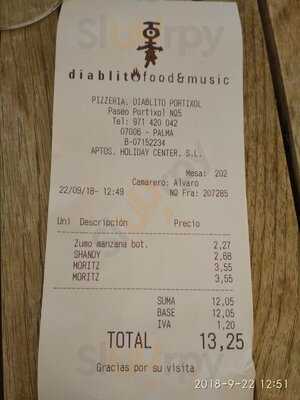 Slurrpy
diablito food&music
PIZZERIA. DIABLITO PORTIXOL
Paseo Portixol Nº5
Tel: 971 420 042
07006 - PALMA
B-07152234
APTOS. HOLIDAY CENTER, S.L.
Mesa: 202
Camarero: Alvaro
22/09/18- 12:49 Nº Fra: 207285
Uni Descripción Precio
Zumo manzana bot. 2,27
SHANDY 2,68
MORITZ 3,55
MORITZ 3,55
SUMA 12,05
BASE 12,05
IVA 1,20
TOTAL 13,25
Gracias por su visita
2018-9-22 12:51